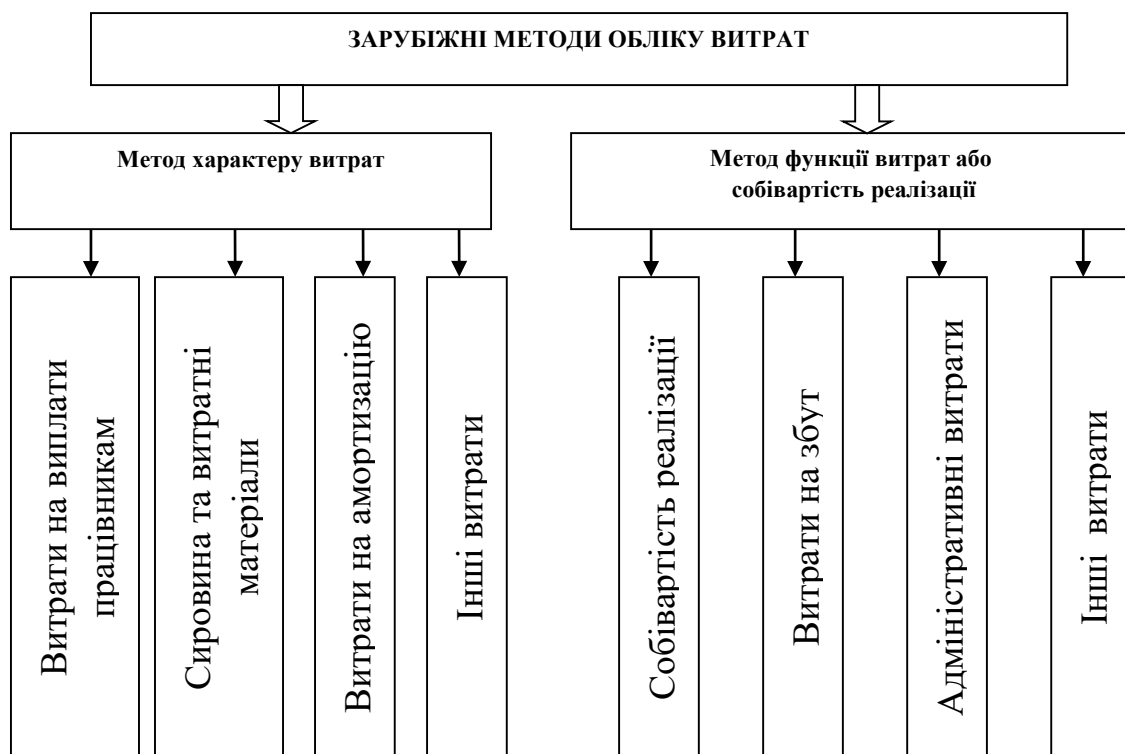 ЗАРУБІЖНІ МЕТОДИ ОБЛІКУ ВИТРАТ
Метод характеру витрат
Метод функції витрат або
собівартість реалізації
Витрати на виплати
працівникам
Сировина та витратні
матеріали
Витрати на амортизацію
Інші витрати
Собівартість реалізації
Витрати на збут
Адміністративні витрати
Інші витрати